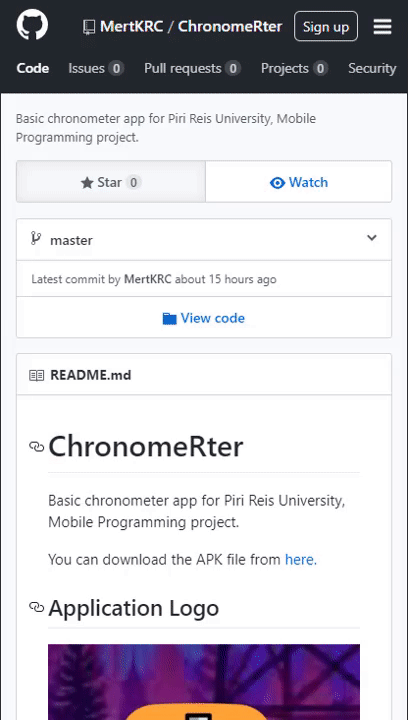 MertKRC / ChronomeRter
Sign up
Code Issues 0 Pull requests 0 Projects 0 Security
Basic chronometer app for Piri Reis University, Mobile
Programming project.
Star 0
Watch
master
Latest commit by MertKRC about 15 hours ago
View code
README.md
ChronomeRter
Basic chronometer app for Piri Reis University,
Mobile Programming project.
You can download the APK file from here.
Application Logo